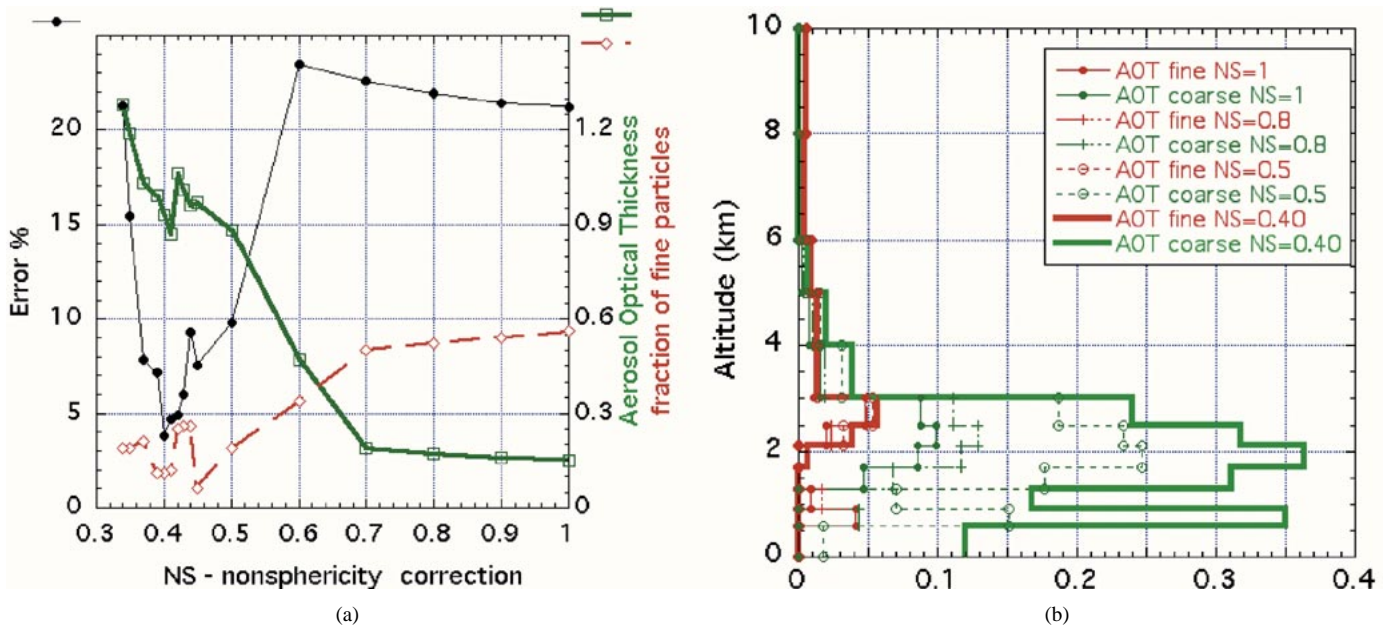 20
15
10
5
0
Error %
0.3 0.4 0.5 0.6 0.7 0.8 0.9 1
NS - nonsphericity correction
1.2
0.9
0.6
0.3
0
Aerosol Optical Thickness
fraction of fine particles
(a)
10
8
6
4
2
0
Altitude (km)
AOT fine NS=1
AOT coarse NS=1
AOT fine NS=0.8
AOT coarse NS=0.8
AOT fine NS=0.5
AOT coarse NS=0.5
AOT fine NS=0.40
AOT coarse NS=0.40
0 0.1 0.2 0.3 0.4
(b)